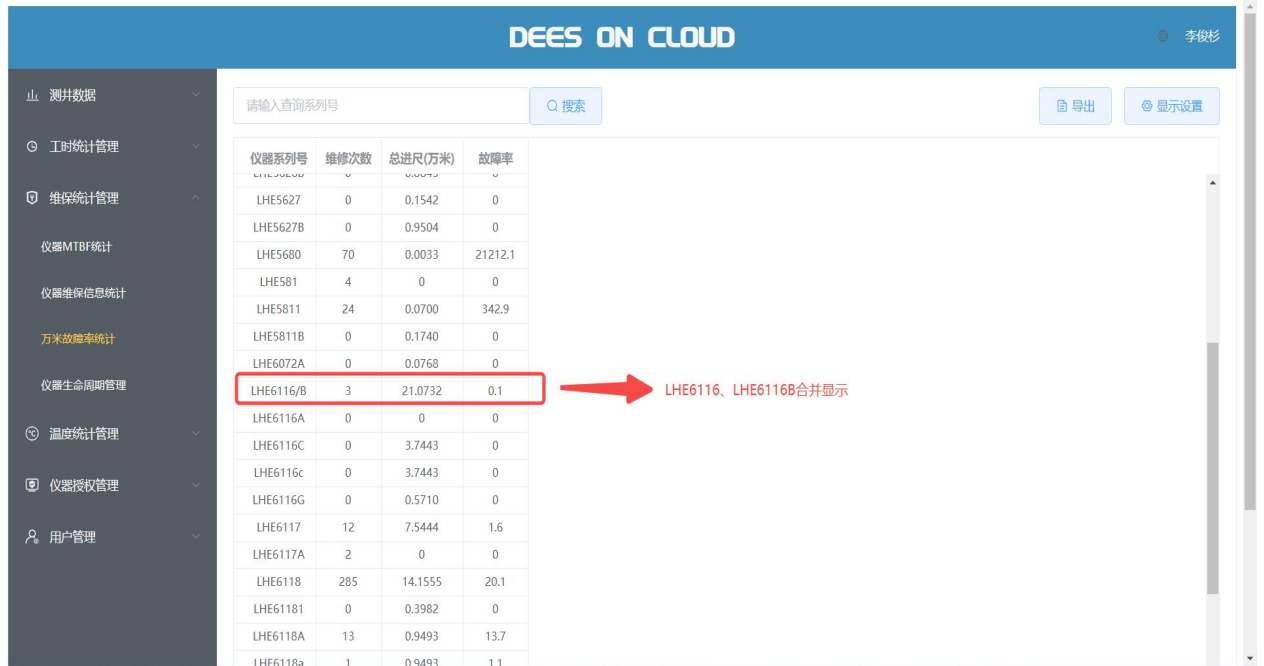 DEES ON CLOUD
李俊杉
测井数据
工时统计管理
维保统计管理
仪器MTBF统计
仪器维保信息统计
万米故障率统计
仪器生命周期管理
温度统计管理
仪器授权管理
用户管理
请输入查询系列号 搜索 导出 显示设置
仪器系列号 维修次数 总进尺(万米) 故障率
LHE5627 0 0.1542 0
LHE5627B 0 0.9504 0
LHE5680 70 0.0033 21212.1
LHE581 4 0 0
LHE5811 24 0.0700 342.9
LHE5811B 0 0.1740 0
LHE6072A 0 0.0768 0
LHE6116/B 3 21.0732 0.1 LHE6116、LHE6116B合并显示
LHE6116A 0 0 0
LHE6116C 0 3.7443 0
LHE6116c 0 3.7443 0
LHE6116G 0 0.5710 0
LHE6117 12 7.5444 1.6
LHE6117A 2 0 0
LHE6118 285 14.1555 20.1
LHE61181 0 0.3982 0
LHE6118A 13 0.9493 13.7
LHE6118a 1 0.9493 1.1